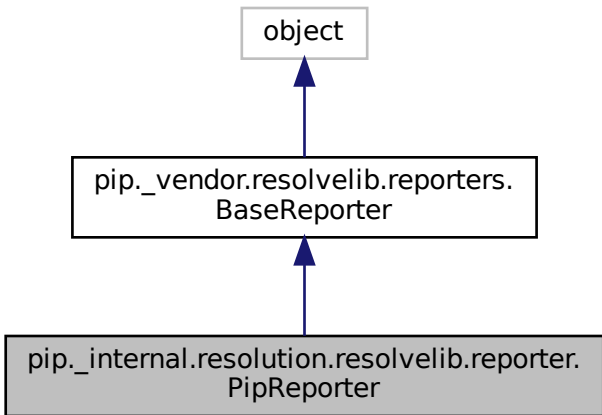 object
pip._vendor.resolvelib.reporters.
BaseReporter
pip._internal.resolution.resolvelib.reporter.
PipReporter